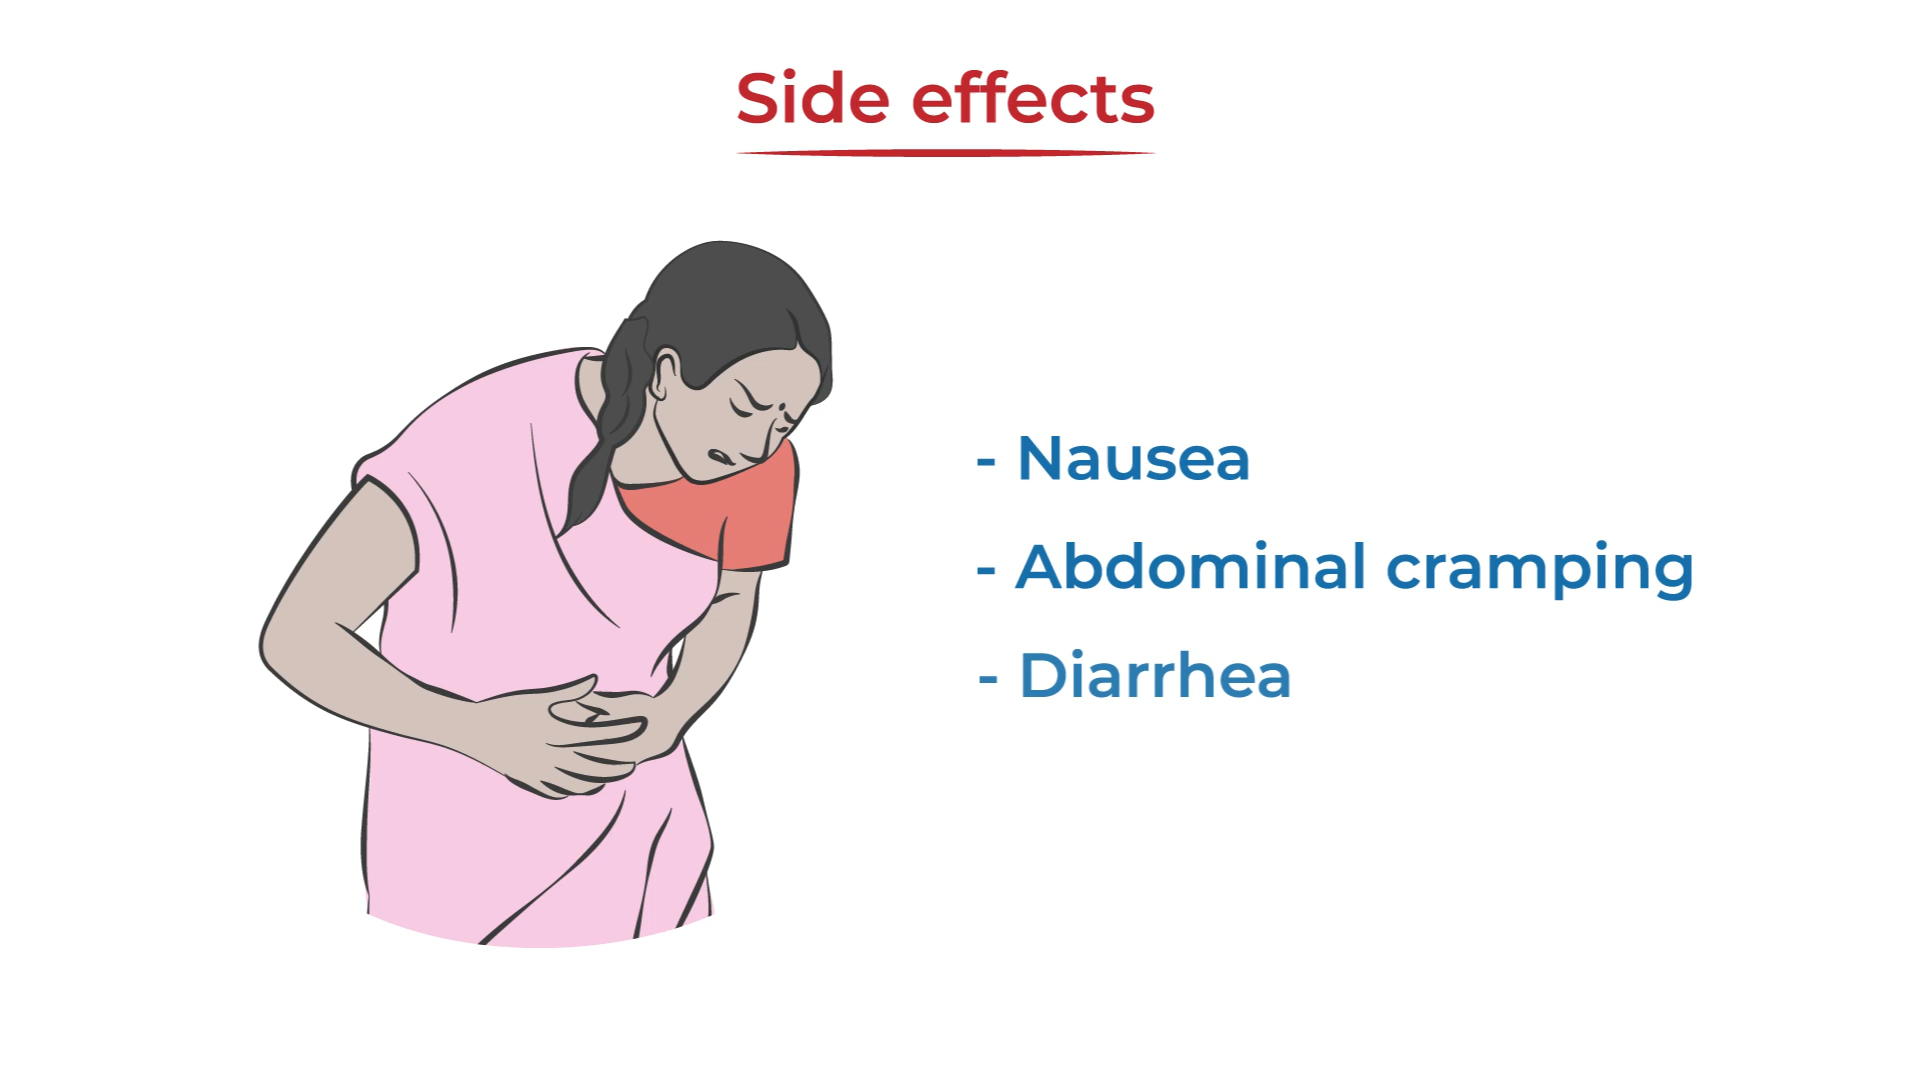 Side effects
- Nausea
- Abdominal cramping
- Diarrhea